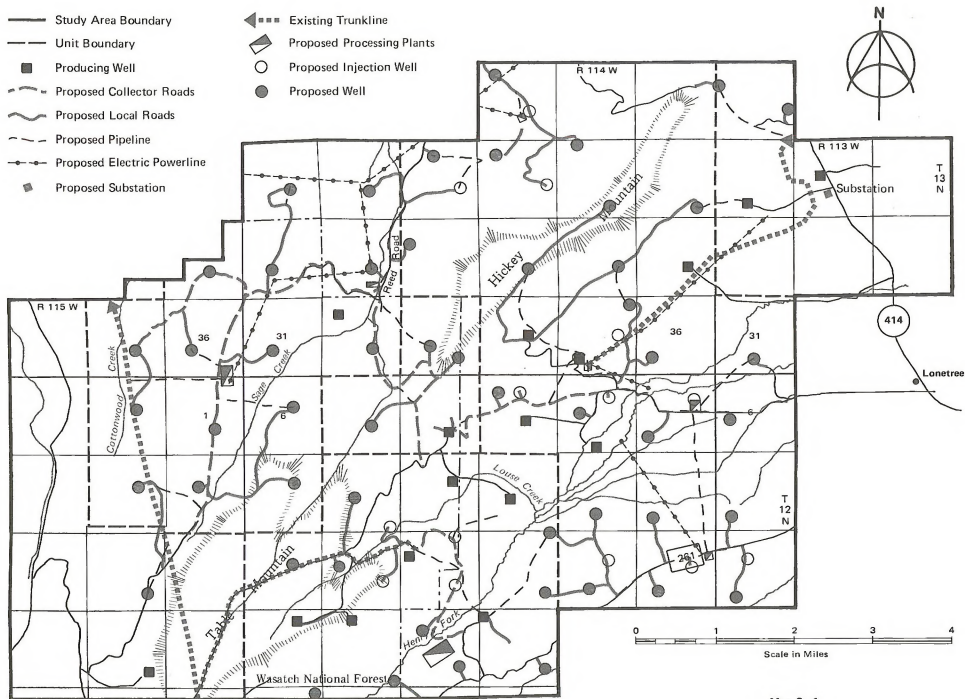 Study Area Boundary
Unit Boundary
Producing Well
Proposed Collector Roads
Proposed Local Roads
Proposed Pipeline
Proposed Electric Powerline
Proposed Substation
Existing Trunkline
Proposed Processing Plants
Proposed Injection Well
Proposed Well
N
R 114 W
R 113 W
T 13 N
Substation
Mountain
Hickey
Reed Road
R 115 W
414
Lonetree
36
31
36
31
Cottonwood Creek
Sage Creek
1
6
6
Louse Creek
T 12 N
261
Table Mountain
Henrys Fork
Wasatch National Forest
0 1 2 3 4
Scale in Miles